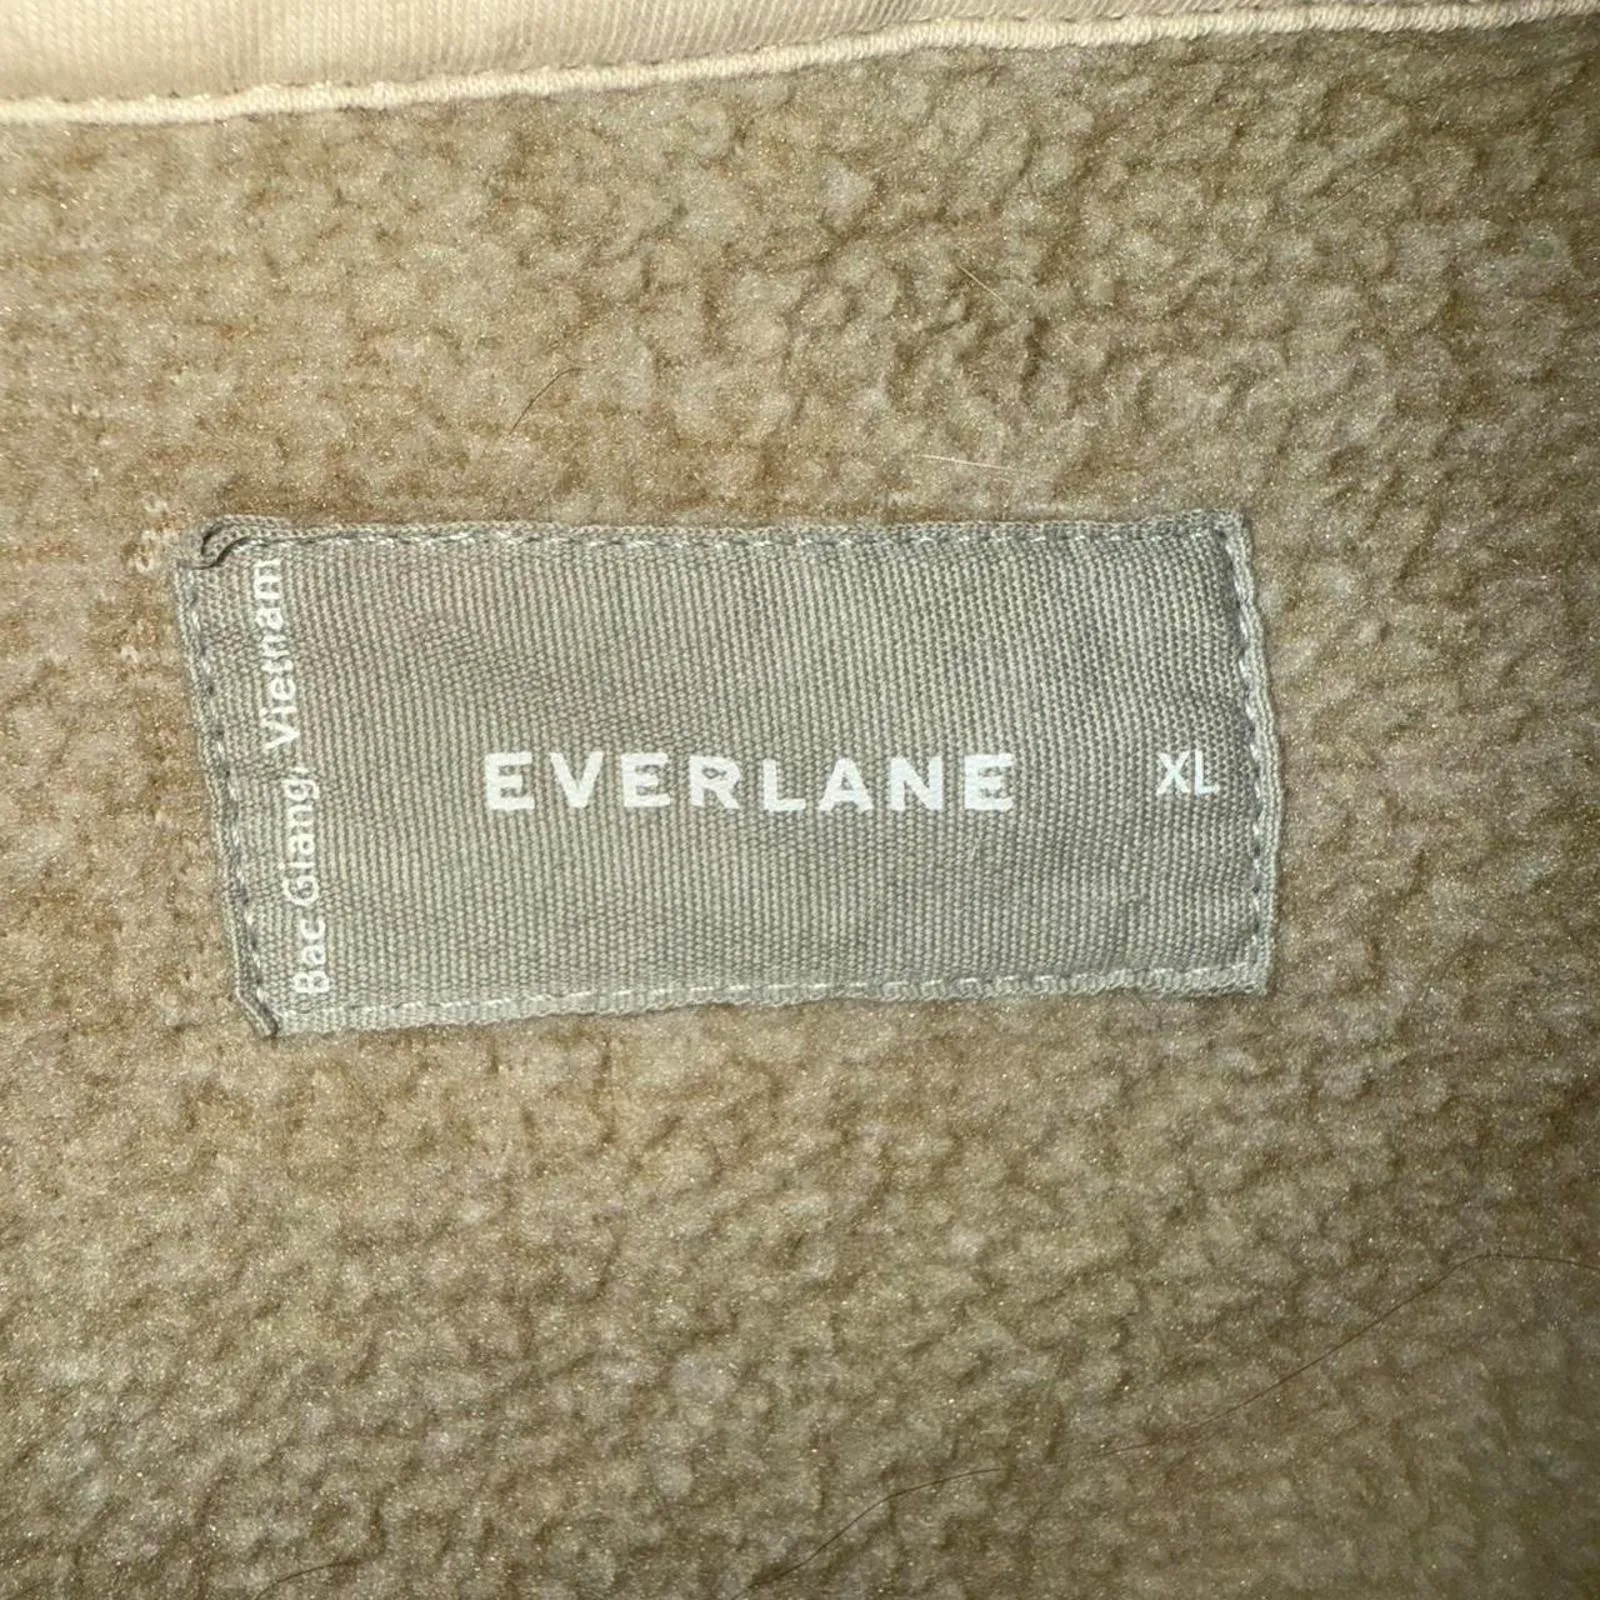 Bac Giang, Vietnam
EVERLANE
XL